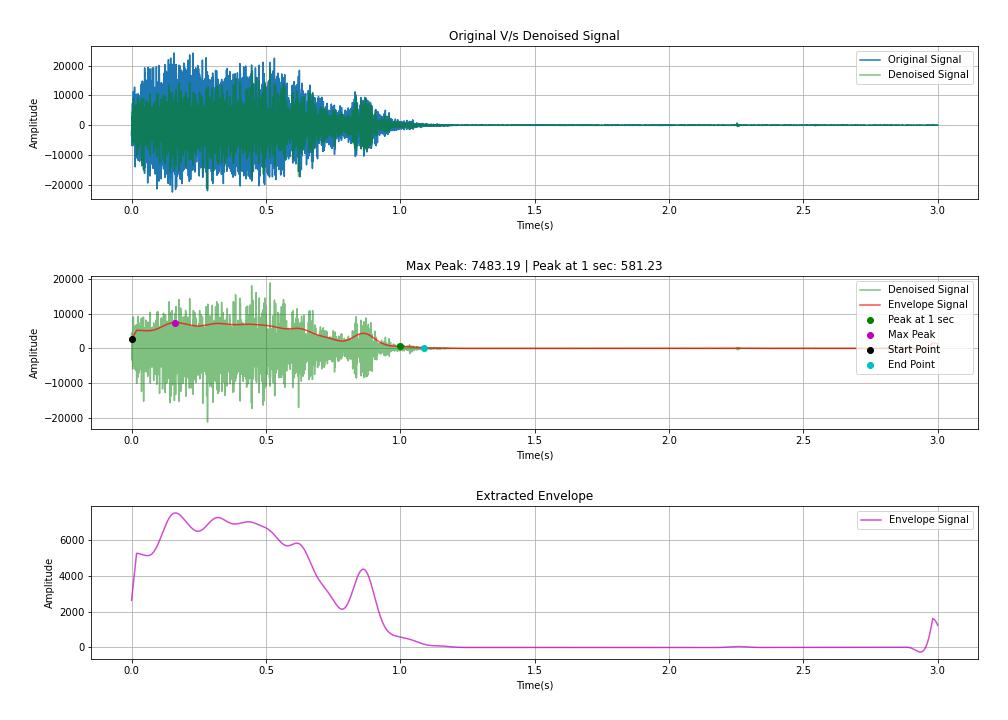 Original V/s Denoised Signal
Amplitude
20000
10000
0
−10000
−20000
Original Signal
Denoised Signal
0.0 0.5 1.0 1.5 2.0 2.5 3.0
Time(s)
Max Peak: 7483.19 | Peak at 1 sec: 581.23
Amplitude
20000
10000
0
−10000
−20000
Denoised Signal
Envelope Signal
Peak at 1 sec
Max Peak
Start Point
End Point
0.0 0.5 1.0 1.5 2.0 2.5 3.0
Time(s)
Extracted Envelope
Amplitude
6000
4000
2000
0
Envelope Signal
0.0 0.5 1.0 1.5 2.0 2.5 3.0
Time(s)